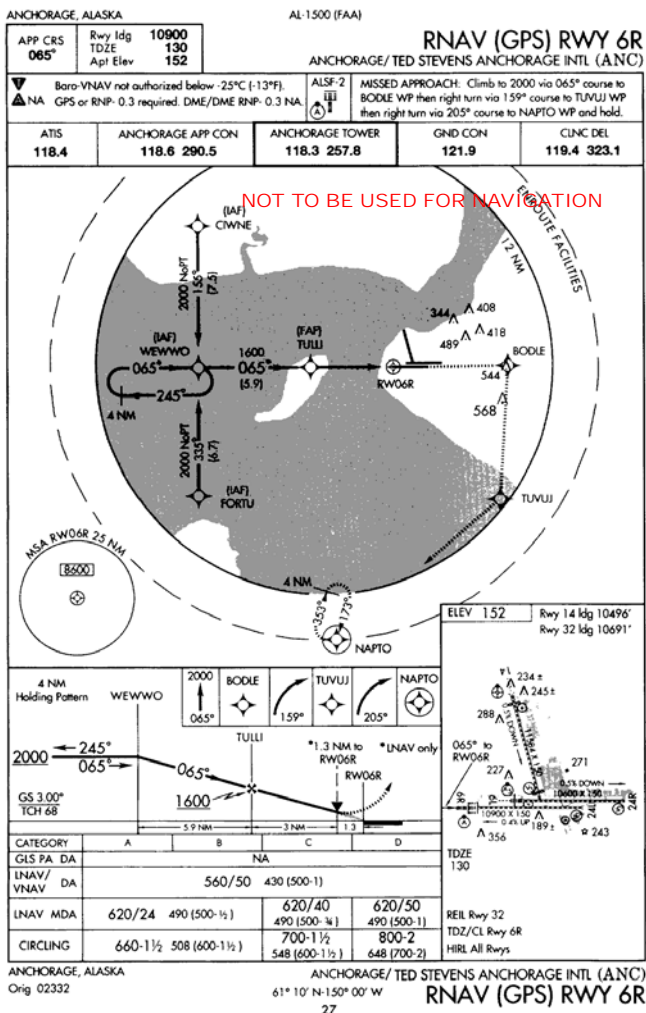 ANCHORAGE, ALASKA
AL-1500 (FAA)
RNAV (GPS) RWY 6R
ANCHORAGE/ TED STEVENS ANCHORAGE INTL (ANC)
APP CRS
065°
Rwy ldg 10900
TDZE 130
Apt Elev 152
T
A NA
Baro-VNAV not authorized below -25°C (-13°F).
GPS or RNP- 0.3 required. DME/DME RNP- 0.3 NA.
ALSF-2
A
MISSED APPROACH: Climb to 2000 via 065° course to
BODLE WP then right turn via 159° course to TUVUJ WP
then right turn via 205° course to NAPTO WP and hold.
ATIS
118.4
ANCHORAGE APP CON
118.6 290.5
ANCHORAGE TOWER
118.3 257.8
GND CON
121.9
CLNC DEL
119.4 323.1
NOT TO BE USED FOR NAVIGATION
ENROUTE FACILITIES
12 NM
(IAF)
CIWNE
2000 NoPT
155°
(7.5)
(IAF)
WEWWO
065°
245°
4 NM
1600
065°
(5.9)
(FAF)
TULLI
RW06R
344
408
418
489
BODLE
544
568
2000 NoPT
335°
(6.7)
(IAF)
FORTU
TUVUJ
MSA RW06R 25 NM
8600
4 NM
353°
173°
NAPTO
ELEV 152
Rwy 14 ldg 10496'
Rwy 32 ldg 10691'
234 ±
245 ±
288
0.5% DOWN
271
065° to
RW06R
227
0.5% DOWN
10600 X 150
6R
10900 X 150
0.4% UP
24L
24R
189 ±
243
356
TDZE
130
REIL Rwy 32
TDZ/CL Rwy 6R
HIRL All Rwys
4 NM
Holding Pattern
WEWWO
2000
065°
BODLE
159°
TUVUJ
205°
NAPTO
2000
245°
065°
065°
TULLI
1600
*1.3 NM to
RW06R
*LNAV only
RW06R
GS 3.00°
TCH 68
5.9 NM
3 NM
1.3
CATEGORY A B C D
GLS PA DA NA
LNAV/
VNAV DA 560/50 430 (500-1)
LNAV MDA 620/24 490 (500-½) 620/40 490 (500-¾) 620/50 490 (500-1)
CIRCLING 660-1½ 508 (600-1½) 700-1½ 548 (600-1½) 800-2 648 (700-2)
ANCHORAGE, ALASKA
Orig 02332
61° 10' N-150° 00' W
ANCHORAGE/ TED STEVENS ANCHORAGE INTL (ANC)
RNAV (GPS) RWY 6R
27